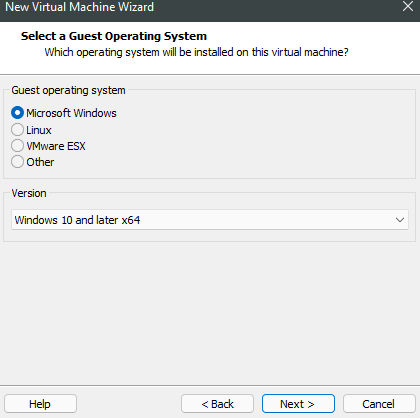 New Virtual Machine Wizard
Select a Guest Operating System
Which operating system will be installed on this virtual machine?
Guest operating system
Microsoft Windows
Linux
VMware ESX
Other
Version
Windows 10 and later x64
Help
< Back
Next >
Cancel